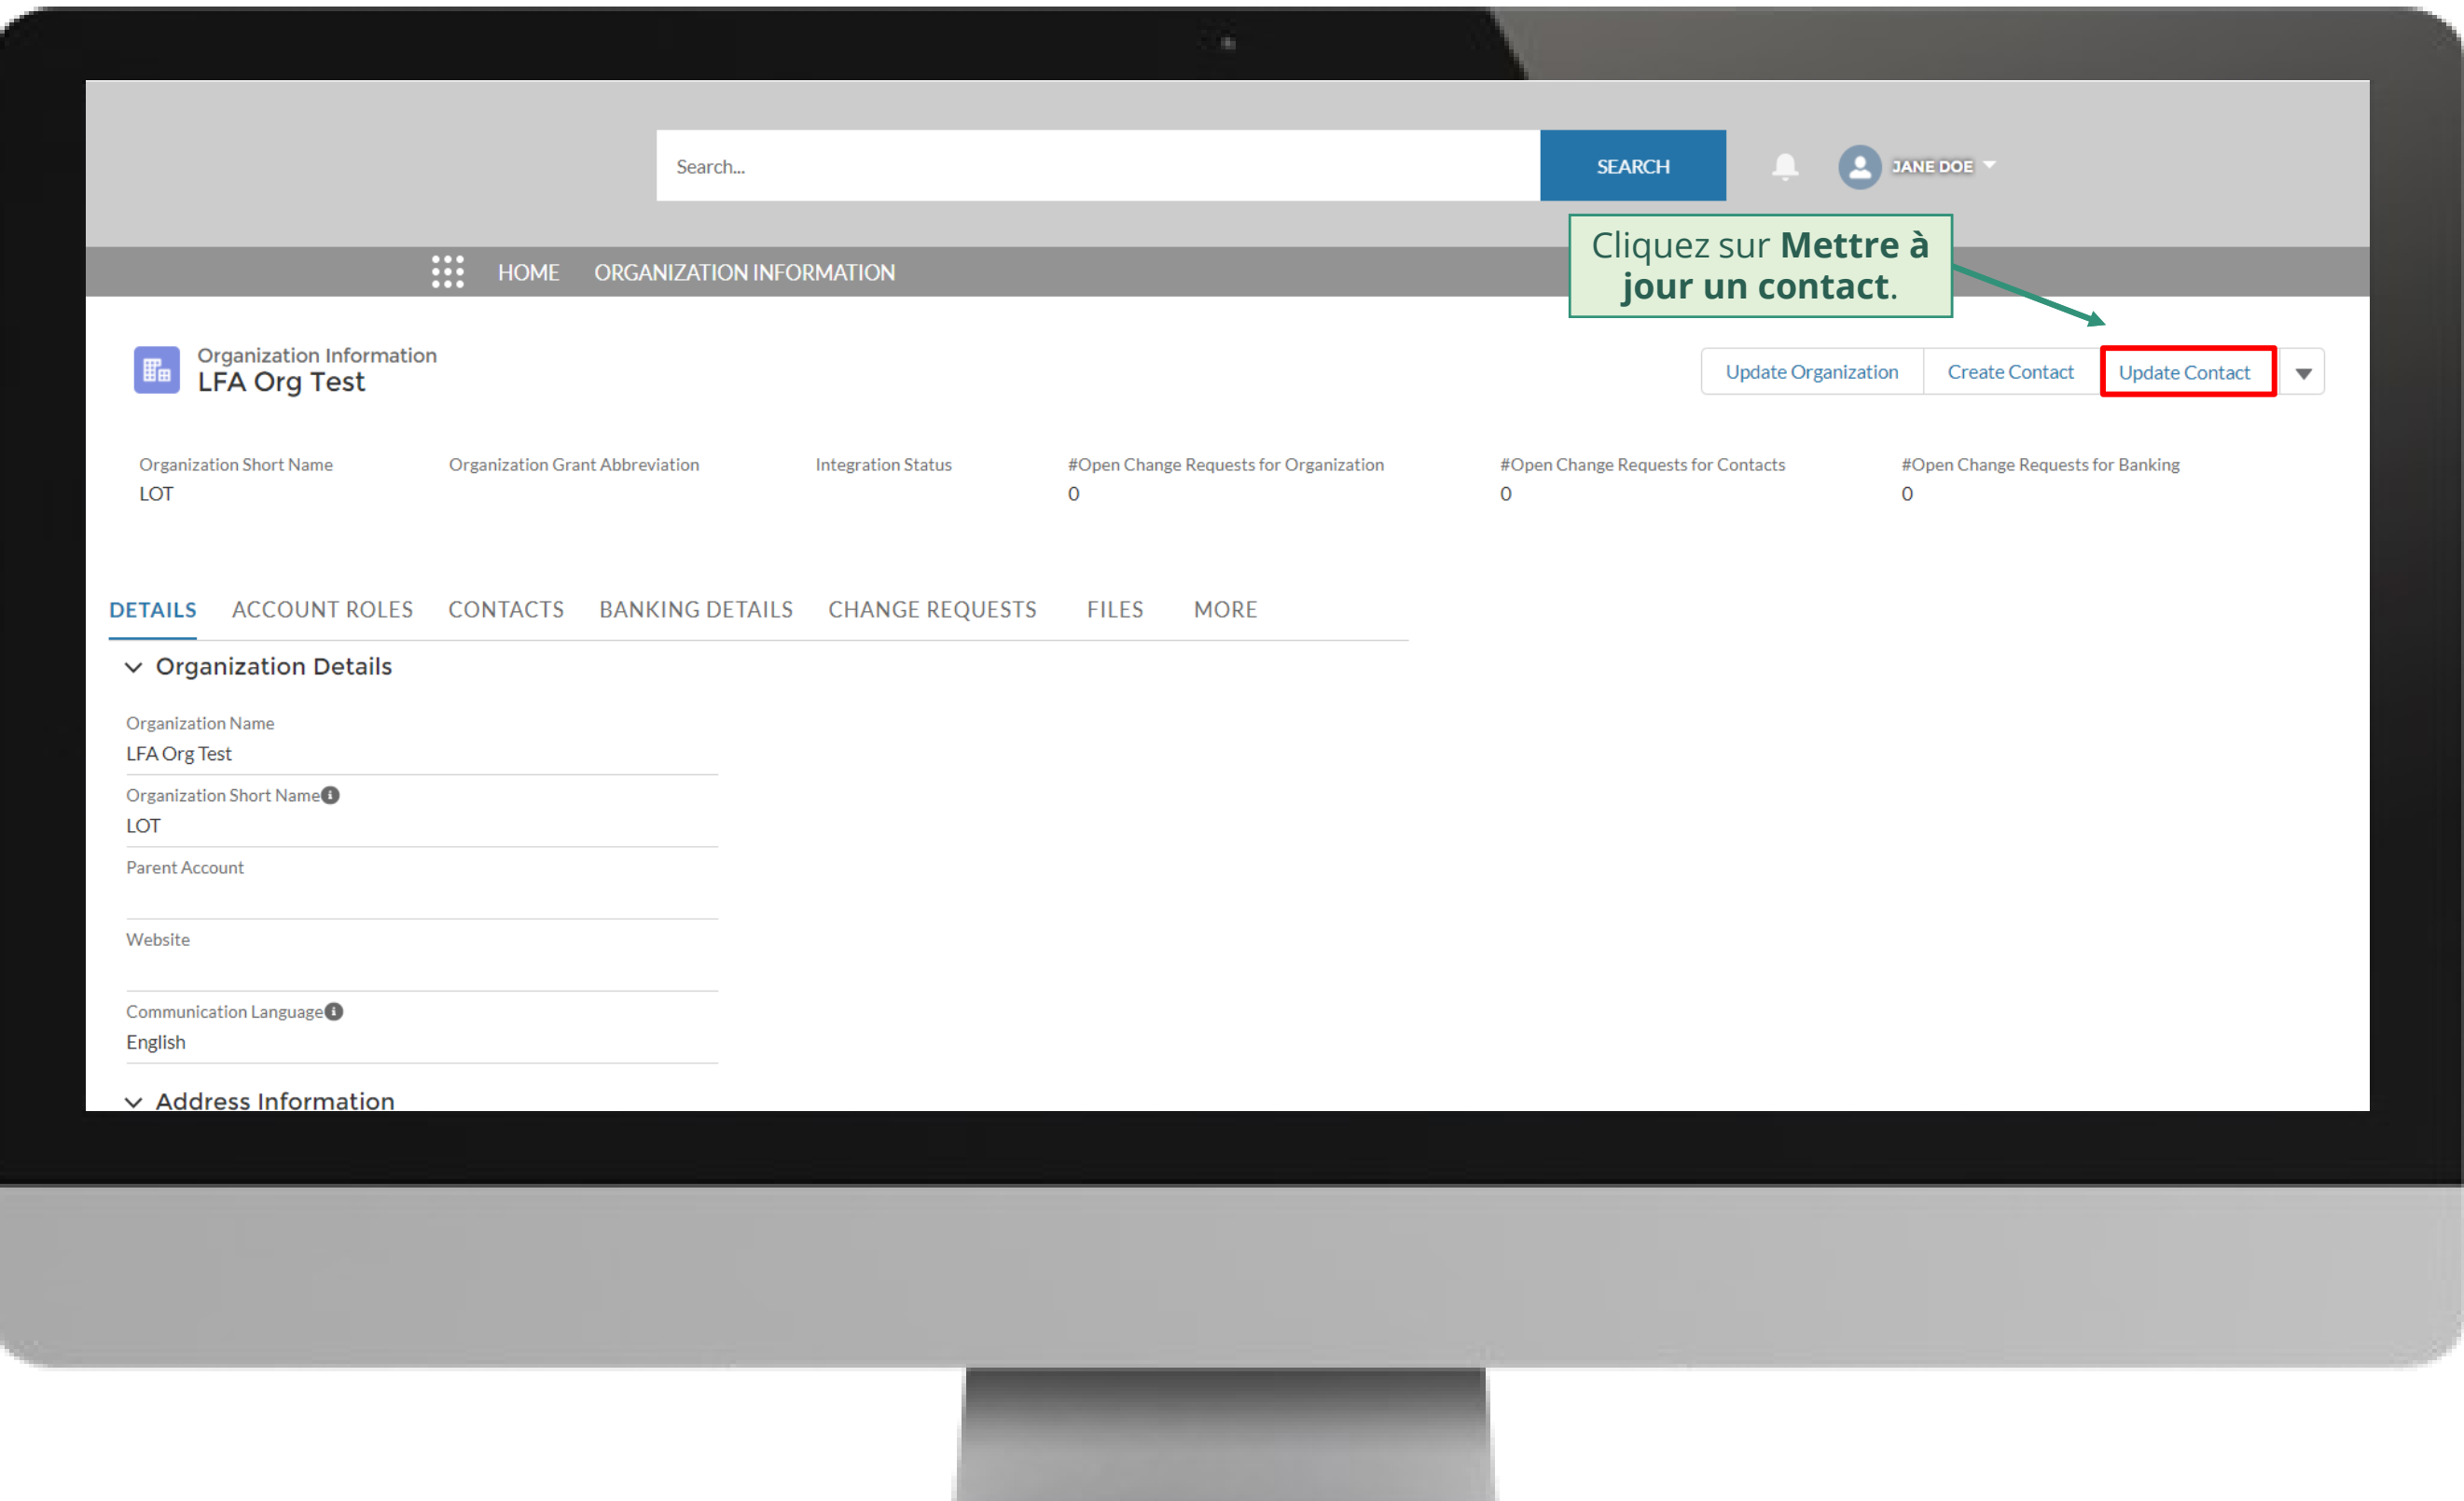 Search...
SEARCH
JANE DOE
Cliquez sur Mettre à
jour un contact.
HOME ORGANIZATION INFORMATION
Organization Information
LFA Org Test
Update Organization Create Contact Update Contact
Organization Short Name Organization Grant Abbreviation Integration Status #Open Change Requests for Organization #Open Change Requests for Contacts #Open Change Requests for Banking
LOT 0 0 0
DETAILS ACCOUNT ROLES CONTACTS BANKING DETAILS CHANGE REQUESTS FILES MORE
Organization Details
Organization Name
LFA Org Test
Organization Short Name
LOT
Parent Account
Website
Communication Language
English
Address Information